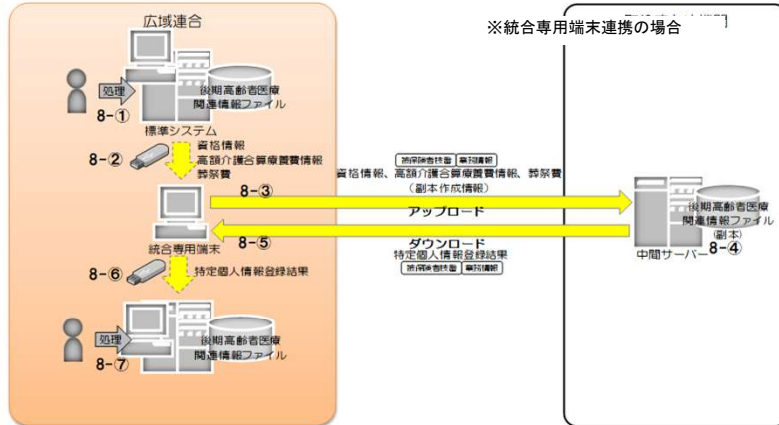 広域連合
※統合専用端末連携の場合
処理
8-①
後期高齢者医療
関連情報ファイル
標準システム
8-②
資格情報
高額介護合算療養費情報
葬祭費
8-③
被保険者枝番 業務情報
資格情報、高額介護合算療養費情報、葬祭費
（副本作成情報）
アップロード
統合専用端末
8-⑤
ダウンロード
特定個人情報登録結果
被保険者枝番 業務情報
後期高齢者医療
関連情報ファイル
（副本）
8-④
中間サーバー
8-⑥
特定個人情報登録結果
処理
8-⑦
後期高齢者医療
関連情報ファイル